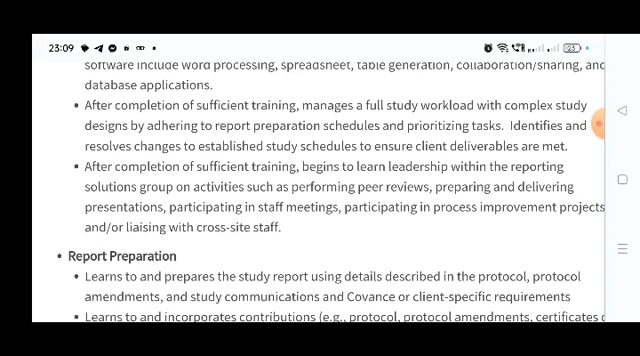 23:09
23
software include word processing, spreadsheet, table generation, collaboration/sharing, and
database applications.
• After completion of sufficient training, manages a full study workload with complex study
designs by adhering to report preparation schedules and prioritizing tasks.  Identifies and
resolves changes to established study schedules to ensure client deliverables are met.
• After completion of sufficient training, begins to learn leadership within the reporting
solutions group on activities such as performing peer reviews, preparing and delivering
presentations, participating in staff meetings, participating in process improvement projects
and/or liaising with cross-site staff.
• Report Preparation
• Learns to and prepares the study report using details described in the protocol, protocol
amendments, and study communications and Covance or client-specific requirements
• Learns to and incorporates contributions (e.g., protocol, protocol amendments, certificates